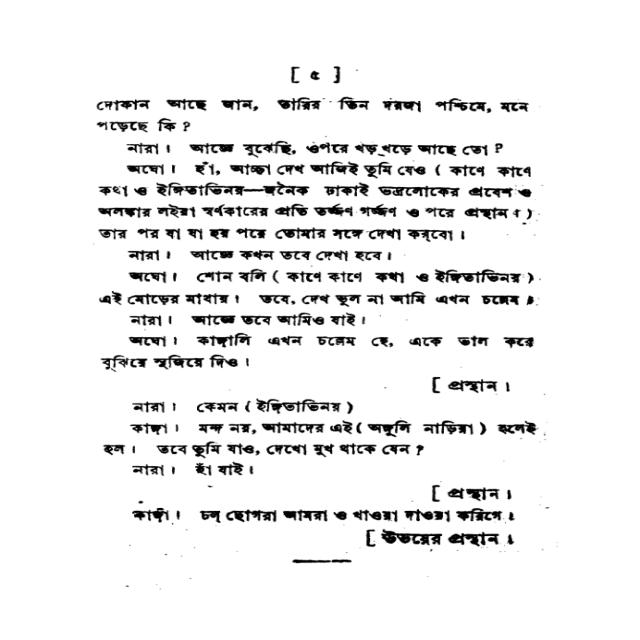 [ ৫ ]
দোকান আছে জান, তারির তিন দরজা পশ্চিমে, মনে
পড়েছে কি ?
নারা। আজ্ঞে বুঝেছি, ওপরে খড়্খড়ে আছে তো ?
অঘো। হাঁ, আচ্ছা দেখ আজিই তুমি যেও ( কাণে কাণে
কথা ও ইঙ্গিতাভিনয়—জনৈক ঢাকাই ভদ্রলোকের প্রবেশ ও
অলঙ্কার লইয়া স্বর্ণকারের প্রতি তর্জ্জণ গর্জ্জণ ও পরে প্রস্থান। )
তার পর যা যা হয় পরে তোমার সঙ্গে দেখা কর্‌বো।
নারা। আজ্ঞে কখন তবে দেখা হবে।
অঘো। শোন বলি ( কাণে কাণে কথা ও ইঙ্গিতাভিনয় )
এই মোড়ের মাথায়। তবে, দেখ ভুল না আমি এখন চল্লেম।
নারা। আজ্ঞে তবে আমিও যাই।
অঘো। কাঙ্গালি এখন চল্লেম হে, একে ভাল করে
বুঝিয়ে সুজিয়ে দিও।
[ প্রস্থান।
নারা। কেমন ( ইঙ্গিতাভিনয় )
কাঙ্গা। মন্দ নয়, আমাদের এই ( অঙ্গুলি নাড়িয়া ) হলেই
হল। তবে তুমি যাও, দেখো মুখ থাকে যেন ?
নারা। হাঁ যাই।
[ প্রস্থান।
কাঙ্গা। চল্ ছোগরা আমরা ও খাওয়া দাওয়া করিগে।
[ উভয়ের প্রস্থান।